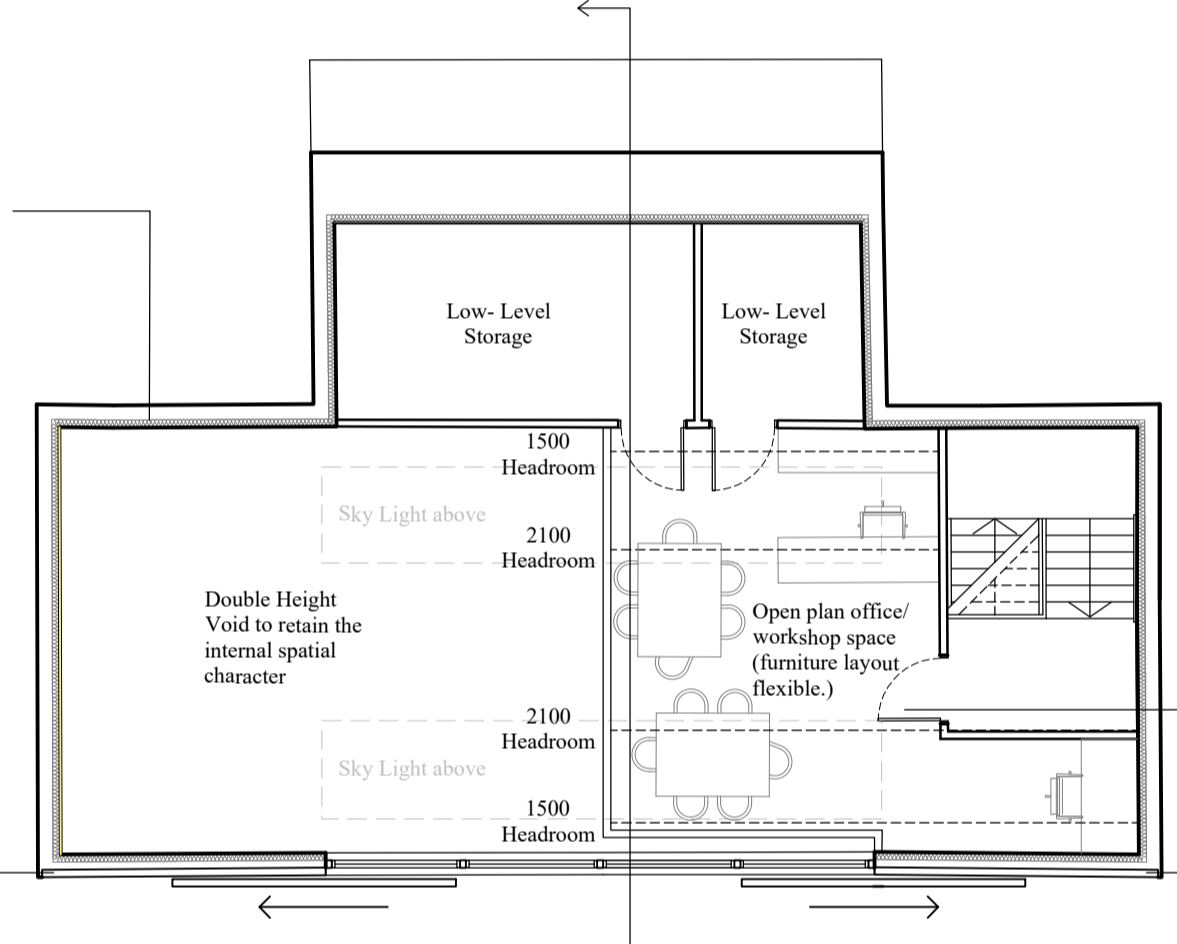 Low- Level
Storage
Low- Level
Storage
1500
Headroom
Sky Light above
2100
Headroom
Double Height
Void to retain the
internal spatial
character
Open plan office/
workshop space
(furniture layout
flexible.)
2100
Headroom
Sky Light above
1500
Headroom